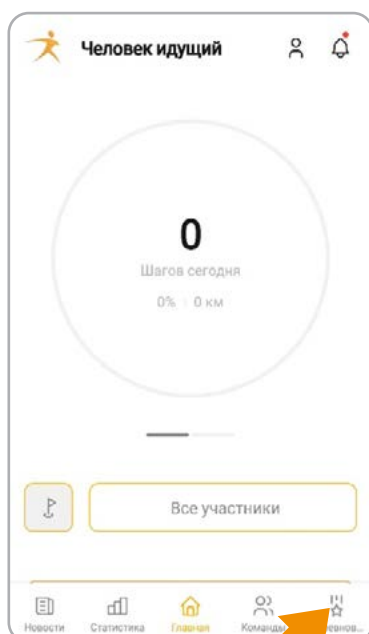 Человек идущий
0
Шагов сегодня
0% 0 км
Все участники
Новости Статистика Главная Команды